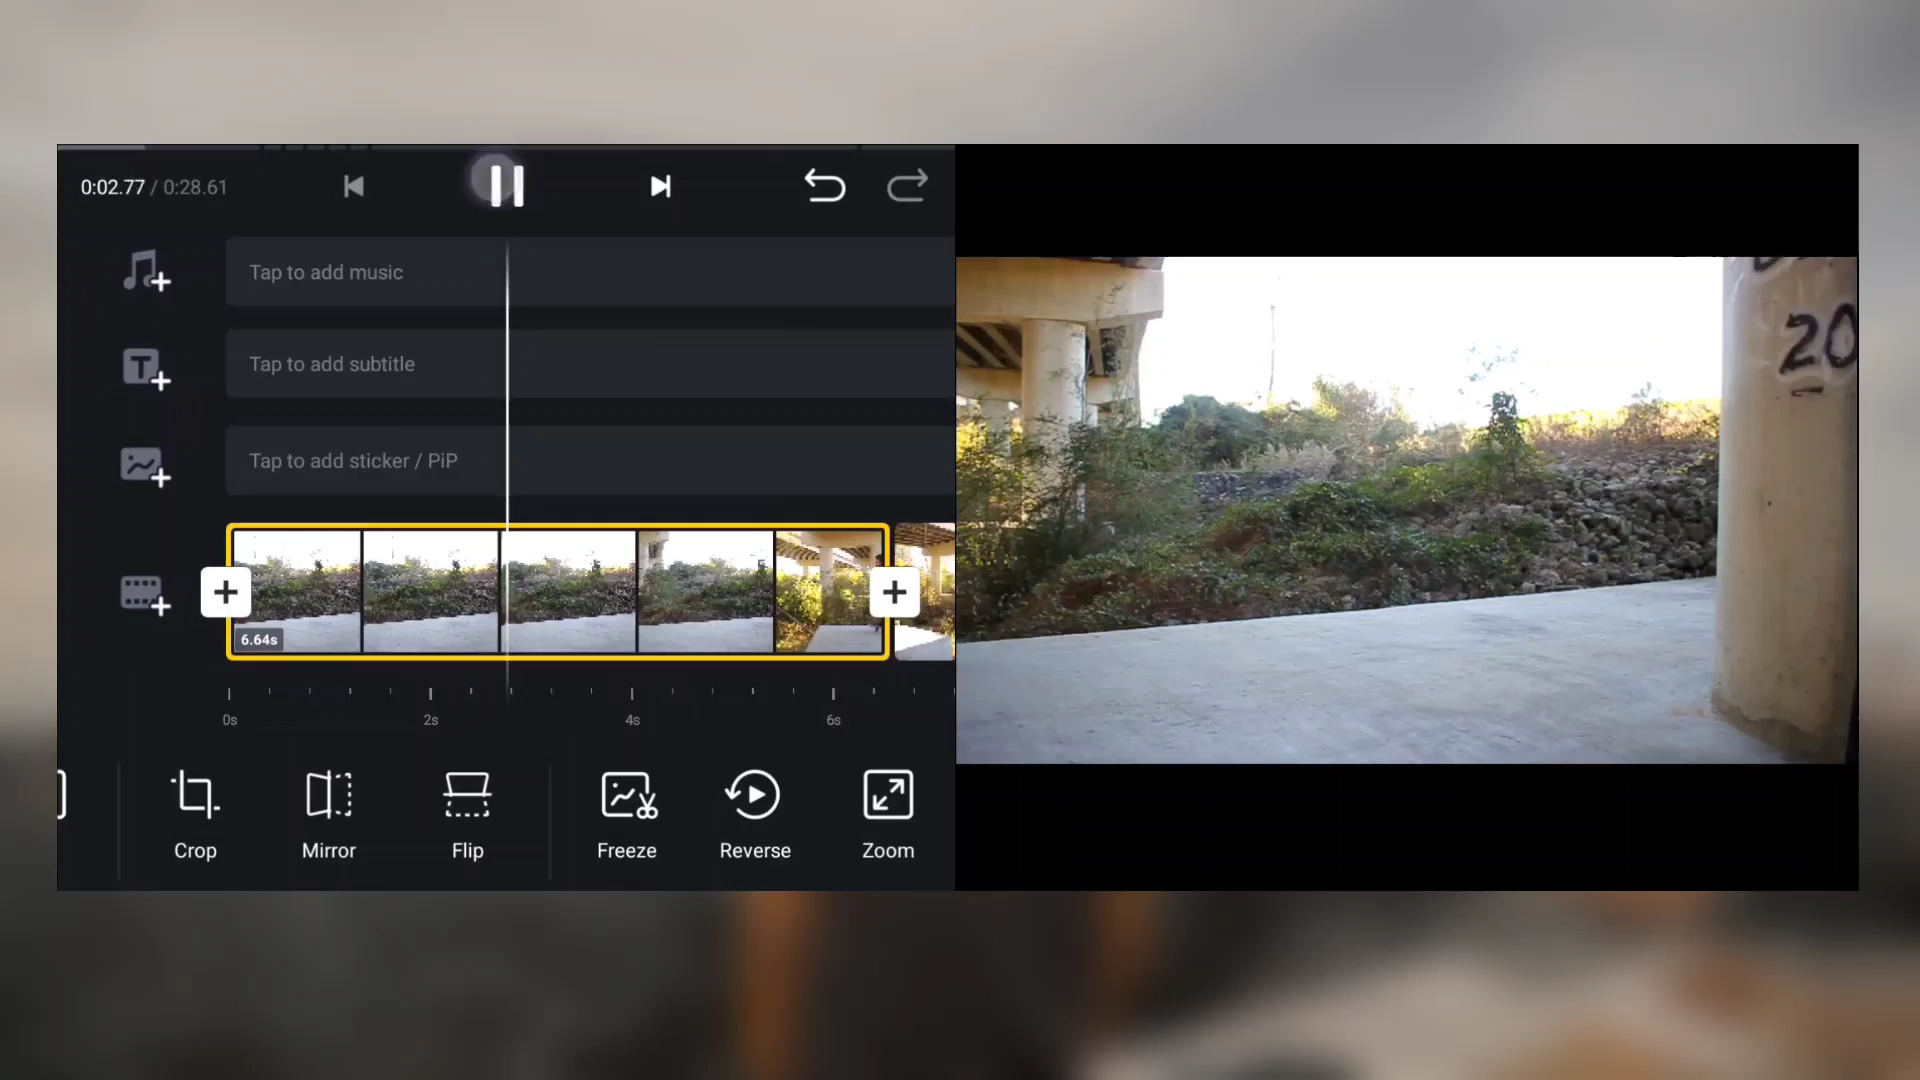 0:02.77 / 0:28.61
Tap to add music
Tap to add subtitle
T
Tap to add sticker / PiP
20
6.64s
0s 2s 4s 6s
Crop Mirror Flip Freeze Reverse Zoom